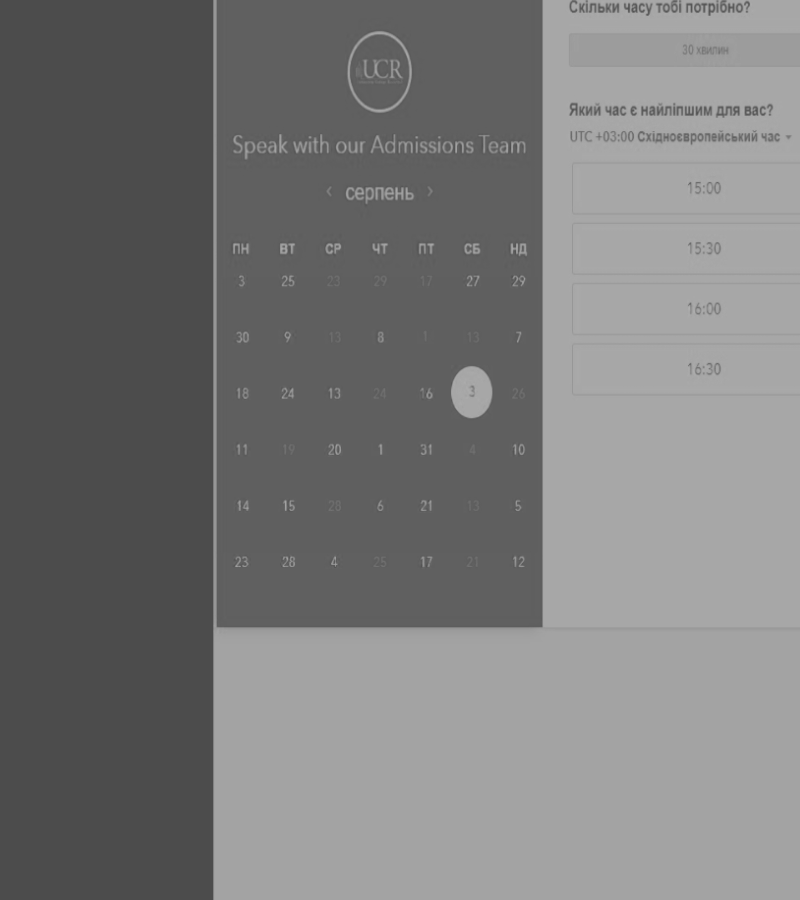 Скільки часу тобі потрібно?
30 хвилин
UCR
Speak with our Admissions Team
‹ серпень ›
ПН ВТ СР ЧТ ПТ СБ НД
3 25 23 29 17 27 29
30 9 13 8 1 13 7
18 24 13 24 16 3 26
11 19 20 1 31 4 10
14 15 28 6 21 13 5
23 28 4 25 17 21 12
Який час є найліпшим для вас?
UTC +03:00 Східноєвропейський час
15:00
15:30
16:00
16:30